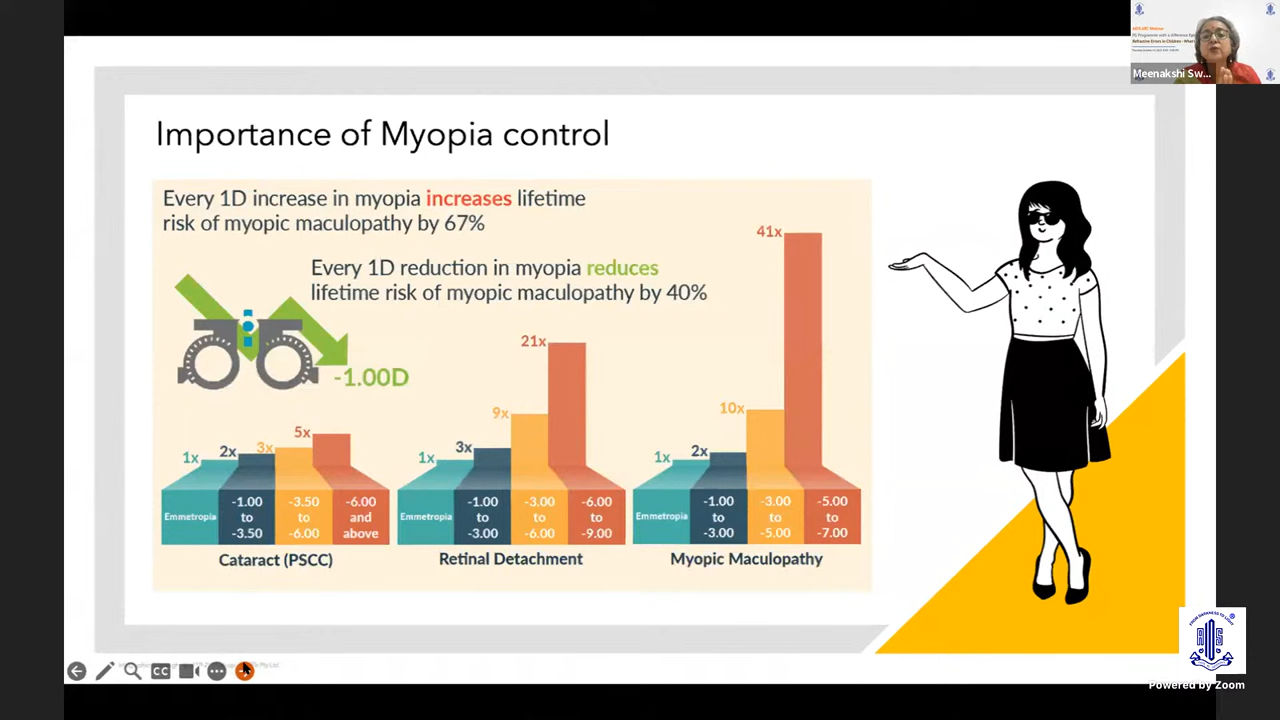 Importance of Myopia control
Every 1D increase in myopia increases lifetime
risk of myopic maculopathy by 67%
Every 1D reduction in myopia reduces
lifetime risk of myopic maculopathy by 40%
-1.00D
1x
2x
3x
5x
Emmetropia
-1.00
to
-3.50
-3.50
to
-6.00
-6.00
and
above
Cataract (PSCC)
1x
3x
9x
21x
Emmetropia
-1.00
to
-3.00
-3.00
to
-6.00
-6.00
to
-9.00
Retinal Detachment
1x
2x
10x
41x
Emmetropia
-1.00
to
-3.00
-3.00
to
-5.00
-5.00
to
-7.00
Myopic Maculopathy
Meenakshi Sw...
CC
Powered by Zoom